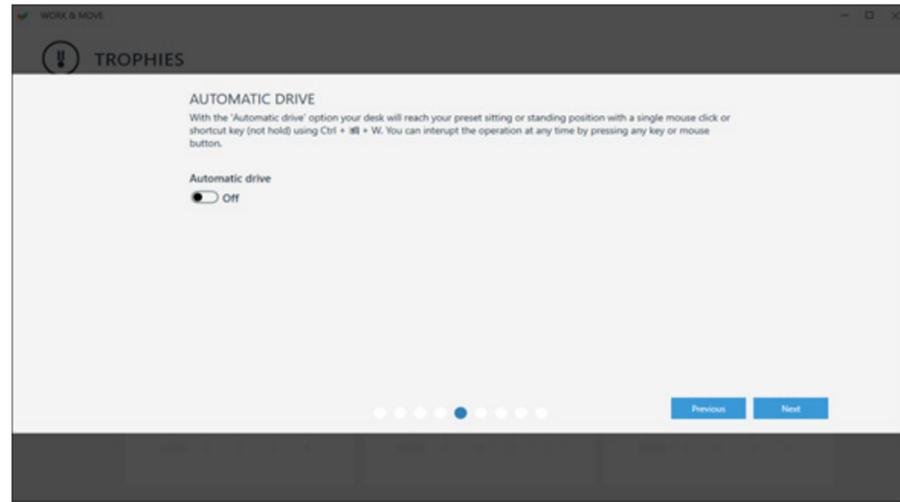 WORK & MOVE
TROPHIES
AUTOMATIC DRIVE
With the 'Automatic drive' option your desk will reach your preset sitting or standing position with a single mouse click or
shortcut key (not hold) using Ctrl + + W. You can interupt the operation at any time by pressing any key or mouse
button.
Automatic drive
Off
Previous Next